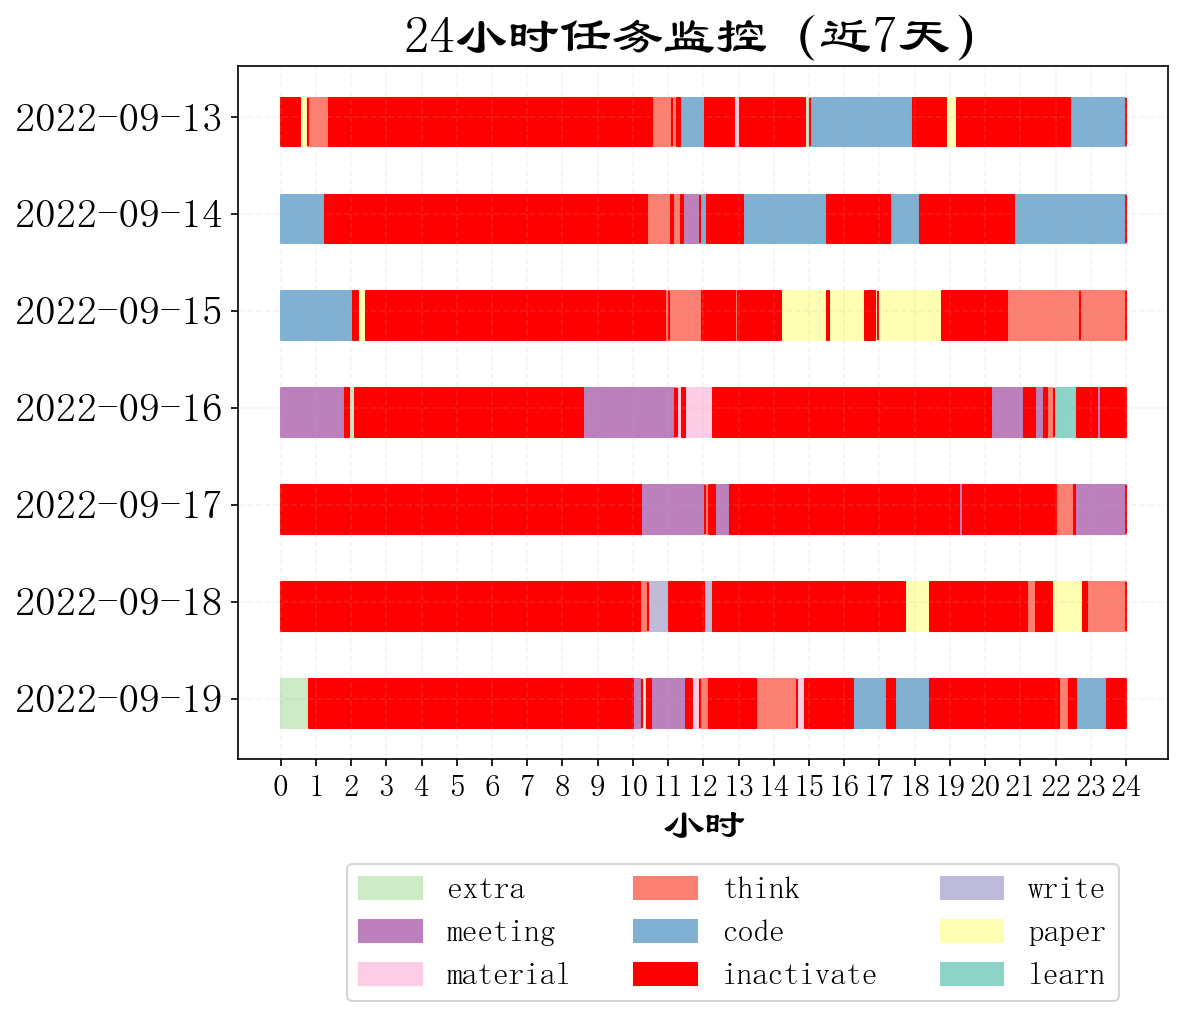 24小时任务监控 (近7天)
2022-09-13
2022-09-14
2022-09-15
2022-09-16
2022-09-17
2022-09-18
2022-09-19
0 1 2 3 4 5 6 7 8 9 10 11 12 13 14 15 16 17 18 19 20 21 22 23 24
小时
extra think write
meeting code paper
material inactivate learn